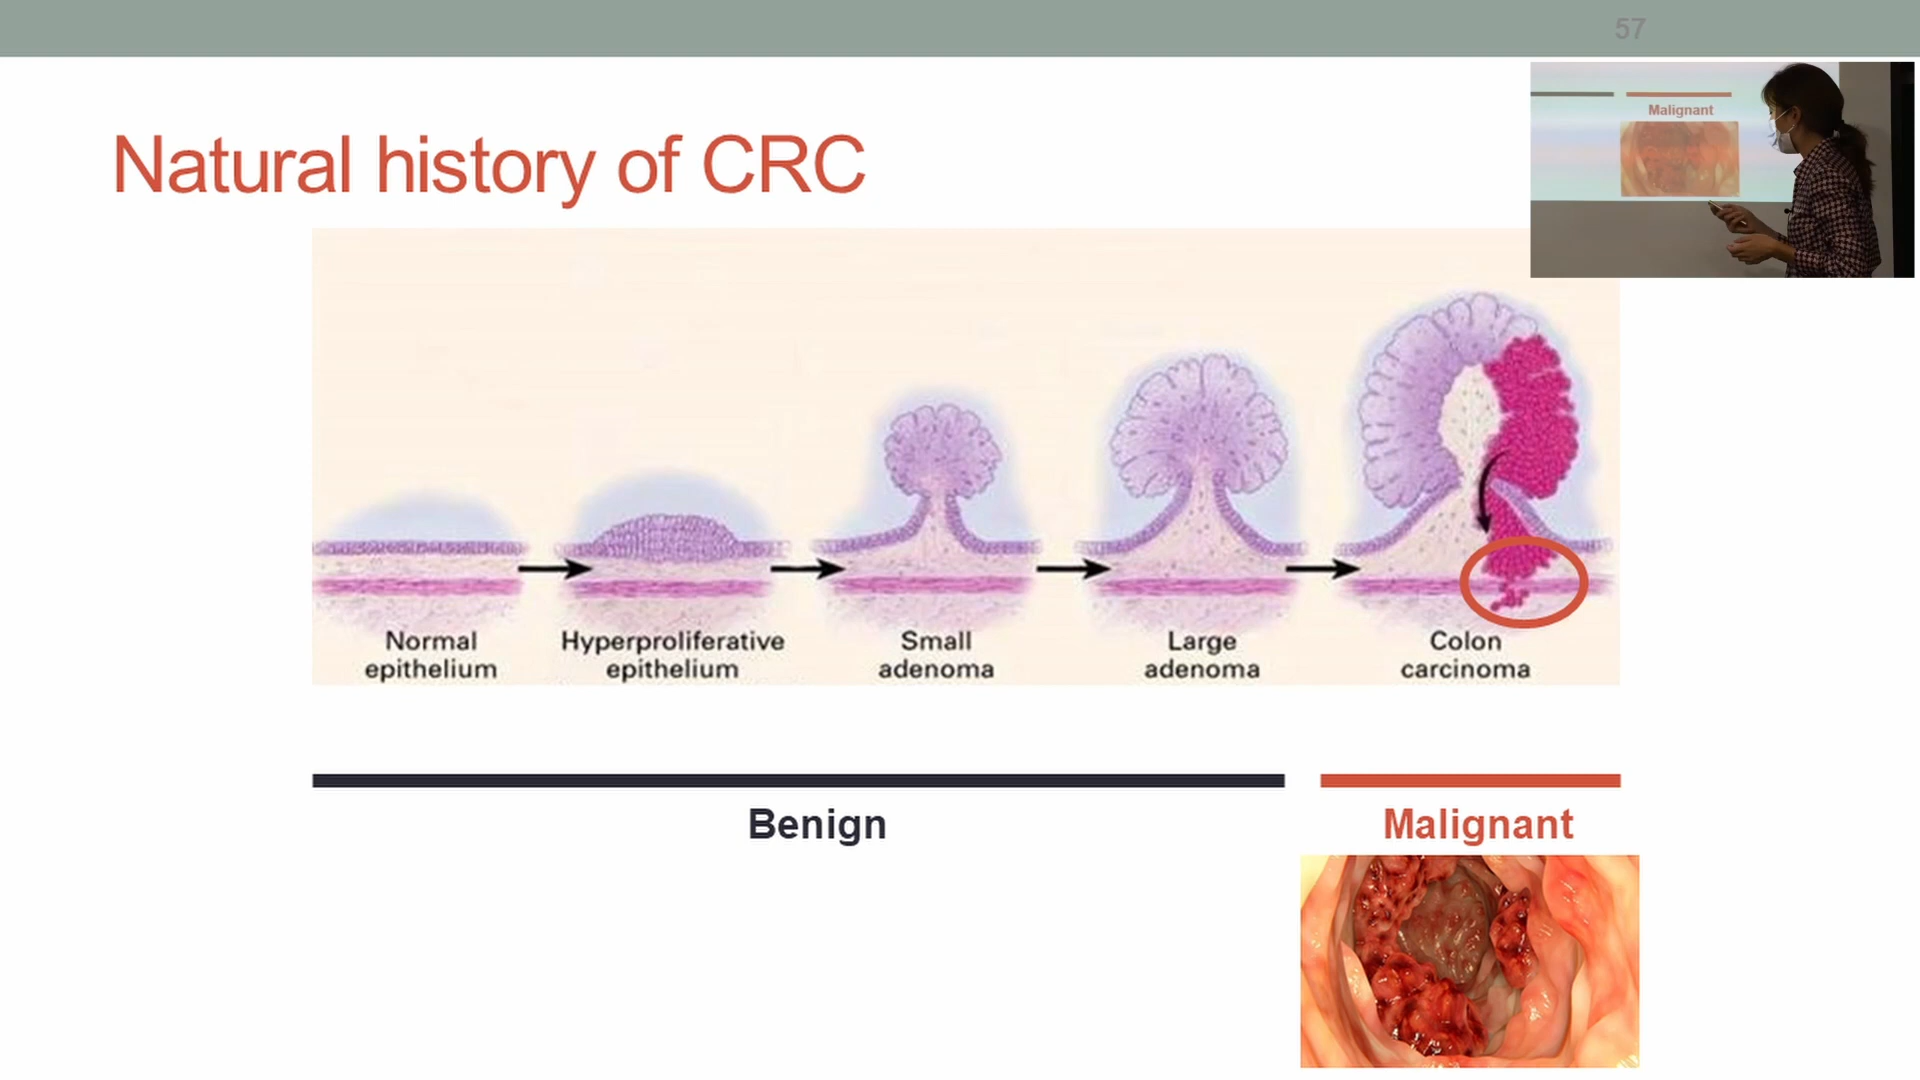 57
Malignant
Natural history of CRC
Normal
epithelium
Hyperproliferative
epithelium
Small
adenoma
Large
adenoma
Colon
carcinoma
Benign
Malignant